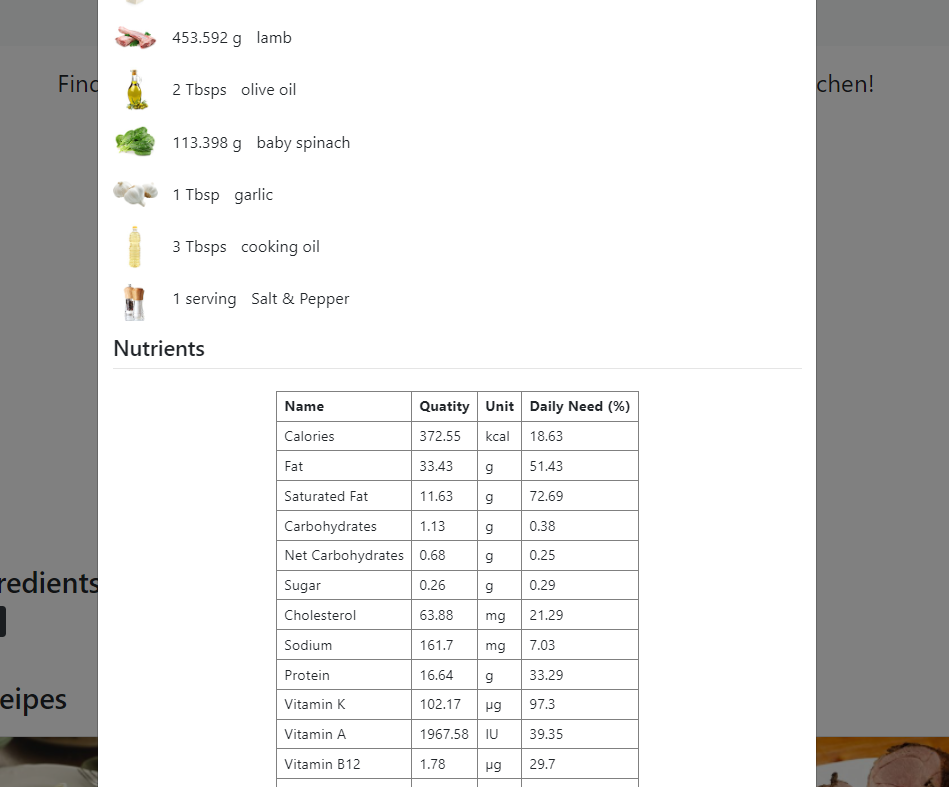 453.592 g lamb
Finc
chen!
2 Tbsps olive oil
113.398 g baby spinach
1 Tbsp garlic
3 Tbsps cooking oil
1 serving Salt & Pepper
Nutrients
Name Quatity Unit Daily Need (%)
Calories 372.55 kcal 18.63
Fat 33.43 g 51.43
Saturated Fat 11.63 g 72.69
Carbohydrates 1.13 g 0.38
Net Carbohydrates 0.68 g 0.25
redients
Sugar 0.26 g 0.29
Cholesterol 63.88 mg 21.29
Sodium 161.7 mg 7.03
Protein 16.64 g 33.29
eipes
Vitamin K 102.17 µg 97.3
Vitamin A 1967.58 IU 39.35
Vitamin B12 1.78 µg 29.7